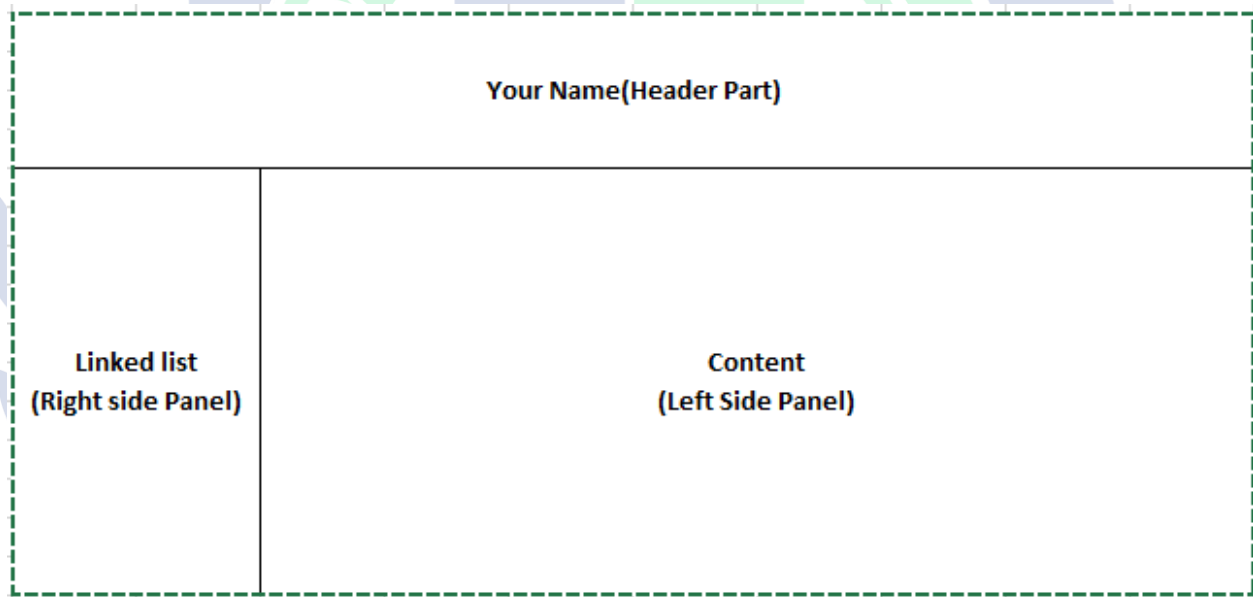 Your Name(Header Part)
Linked list
(Right side Panel)
Content
(Left Side Panel)